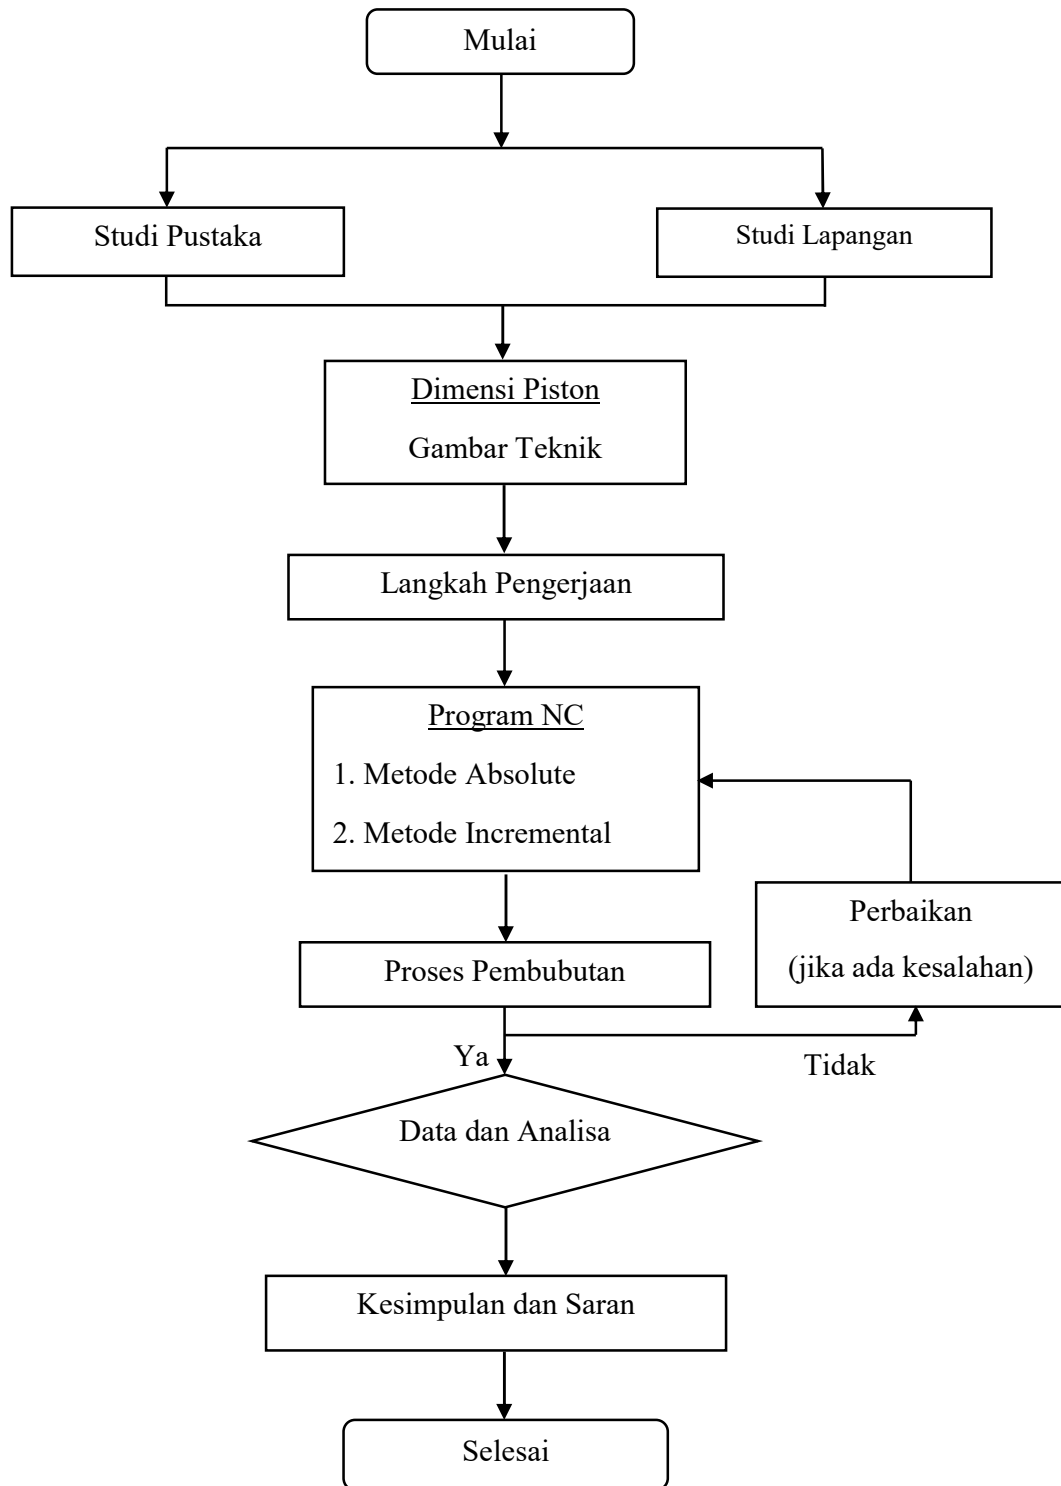 Mulai
Studi Pustaka
Studi Lapangan
Dimensi Piston
Gambar Teknik
Langkah Pengerjaan
Program NC
1. Metode Absolute
2. Metode Incremental
Perbaikan
(jika ada kesalahan)
Proses Pembubutan
Ya
Tidak
Data dan Analisa
Kesimpulan dan Saran
Selesai